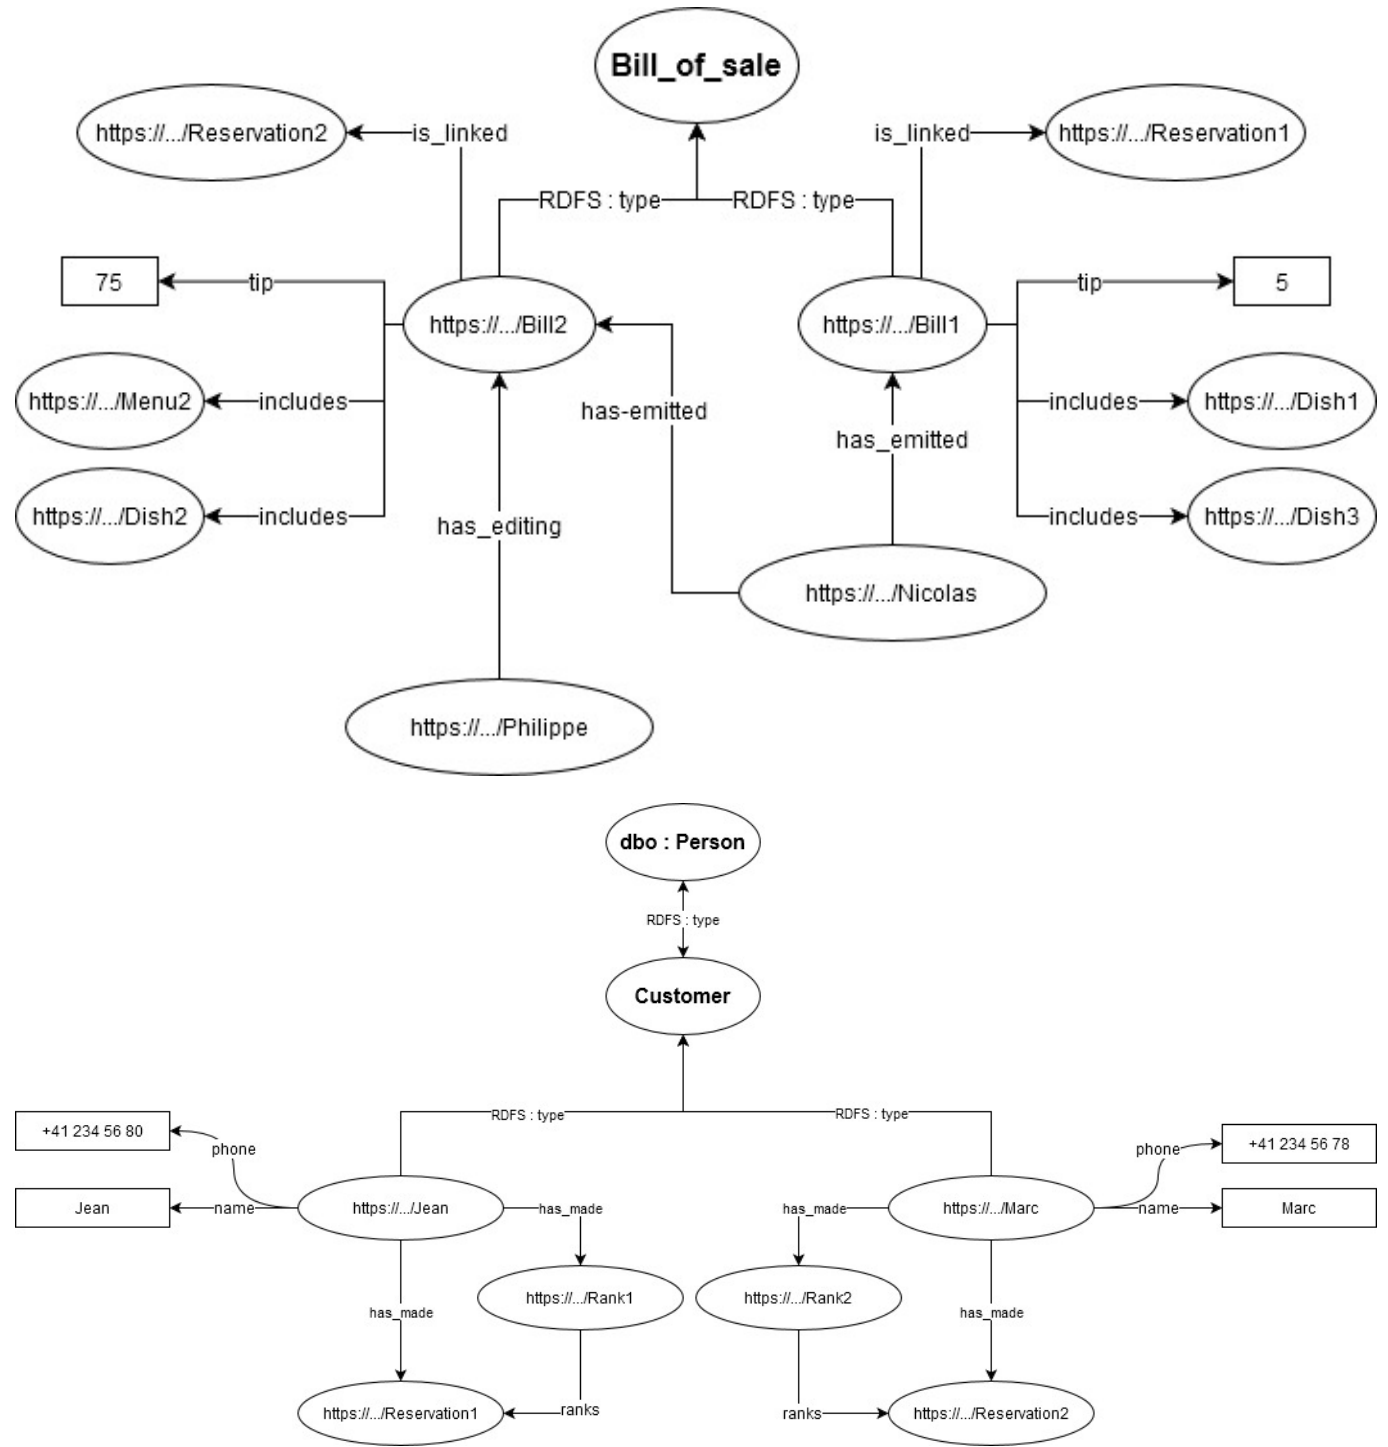 Bill_of_sale
https://.../Reservation2
is_linked
is_linked
https://.../Reservation1
RDFS : type
RDFS : type
75
tip
https://.../Bill2
https://.../Bill1
tip
5
https://.../Menu2
includes
has-emitted
includes
https://.../Dish1
has_emitted
https://.../Dish2
includes
has_editing
includes
https://.../Dish3
https://.../Nicolas
https://.../Philippe
dbo : Person
RDFS : type
Customer
RDFS : type
RDFS : type
+41 234 56 80
phone
phone
+41 234 56 78
Jean
name
https://.../Jean
has_made
has_made
https://.../Marc
name
Marc
https://.../Rank1
https://.../Rank2
has_made
has_made
https://.../Reservation1
ranks
ranks
https://.../Reservation2